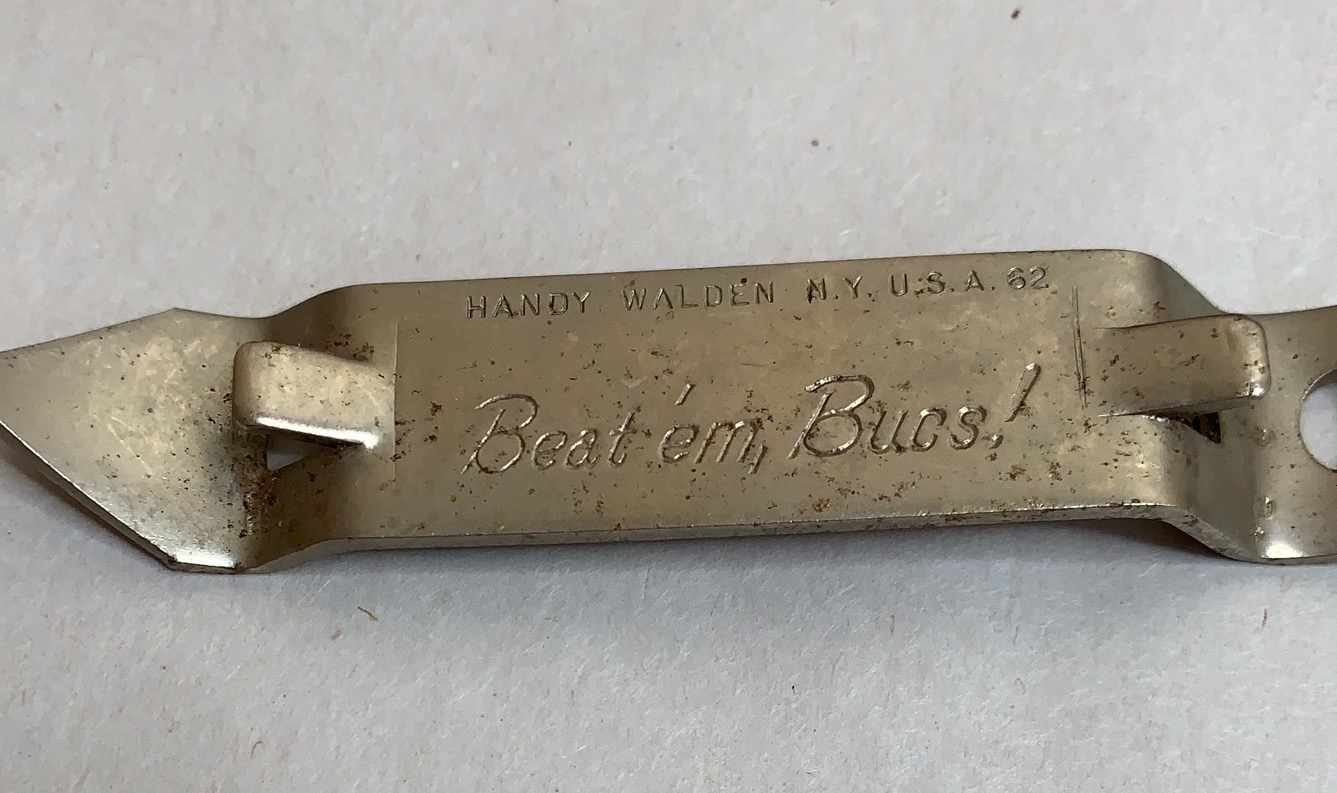 HANDY WALDEN N.Y. U.S.A. 62
Beat 'em, Bucs!